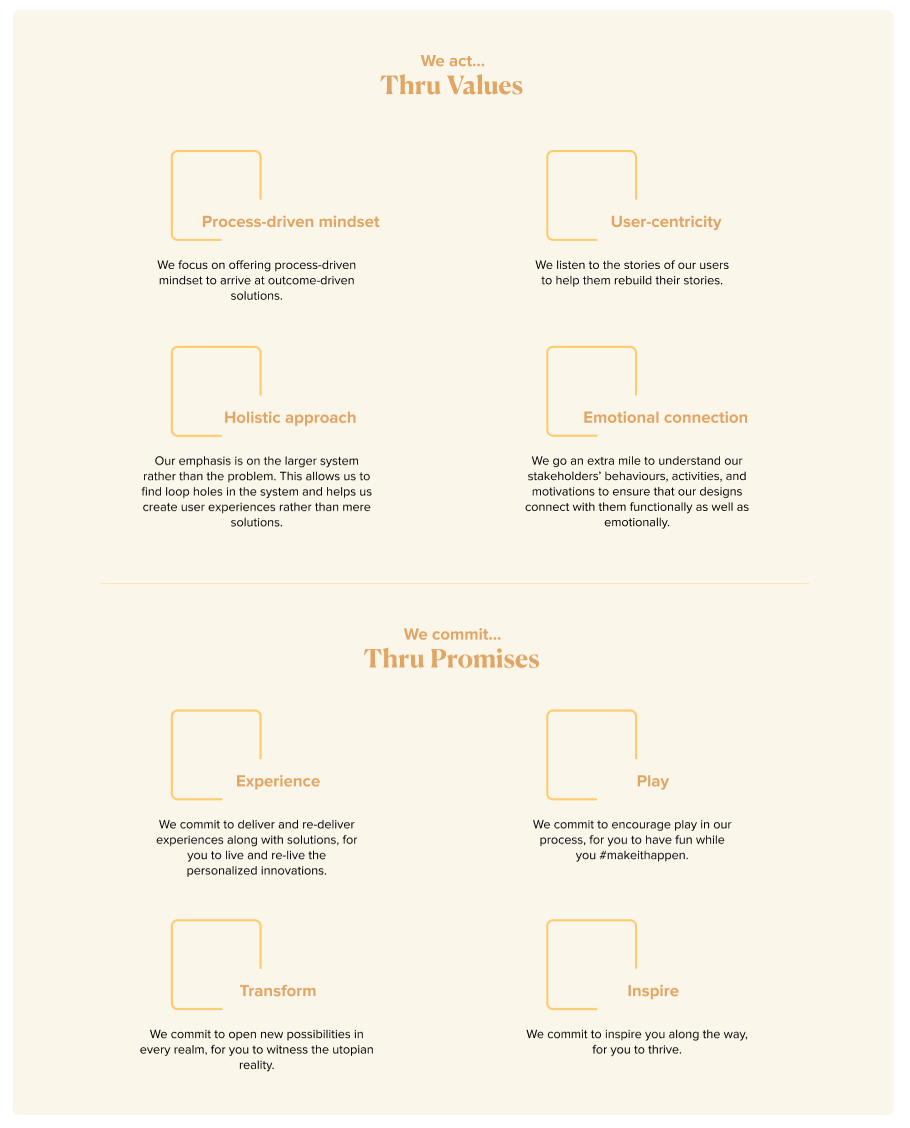 We act...
Thru Values
Process-driven mindset
We focus on offering process-driven
mindset to arrive at outcome-driven
solutions.
User-centricity
We listen to the stories of our users
to help them rebuild their stories.
Holistic approach
Our emphasis is on the larger system
rather than the problem. This allows us to
find loop holes in the system and helps us
create user experiences rather than mere
solutions.
Emotional connection
We go an extra mile to understand our
stakeholders' behaviours, activities, and
motivations to ensure that our designs
connect with them functionally as well as
emotionally.
We commit...
Thru Promises
Experience
We commit to deliver and re-deliver
experiences along with solutions, for
you to live and re-live the
personalized innovations.
Play
We commit to encourage play in our
process, for you to have fun while
you #makeithappen.
Transform
We commit to open new possibilities in
every realm, for you to witness the utopian
reality.
Inspire
We commit to inspire you along the way,
for you to thrive.